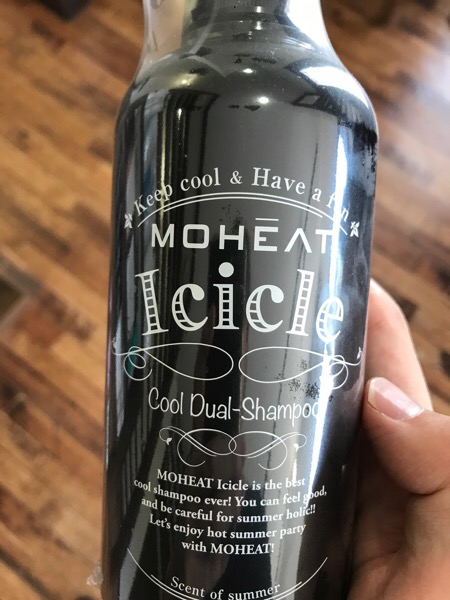 Keep cool & Have a fun
MOHĒAT
Icicle
Cool Dual-Shampoo
MOHEAT Icicle is the best
cool shampoo ever! You can feel good,
and be careful for summer holic!!
Let's enjoy hot summer party
with MOHEAT!
Scent of summer